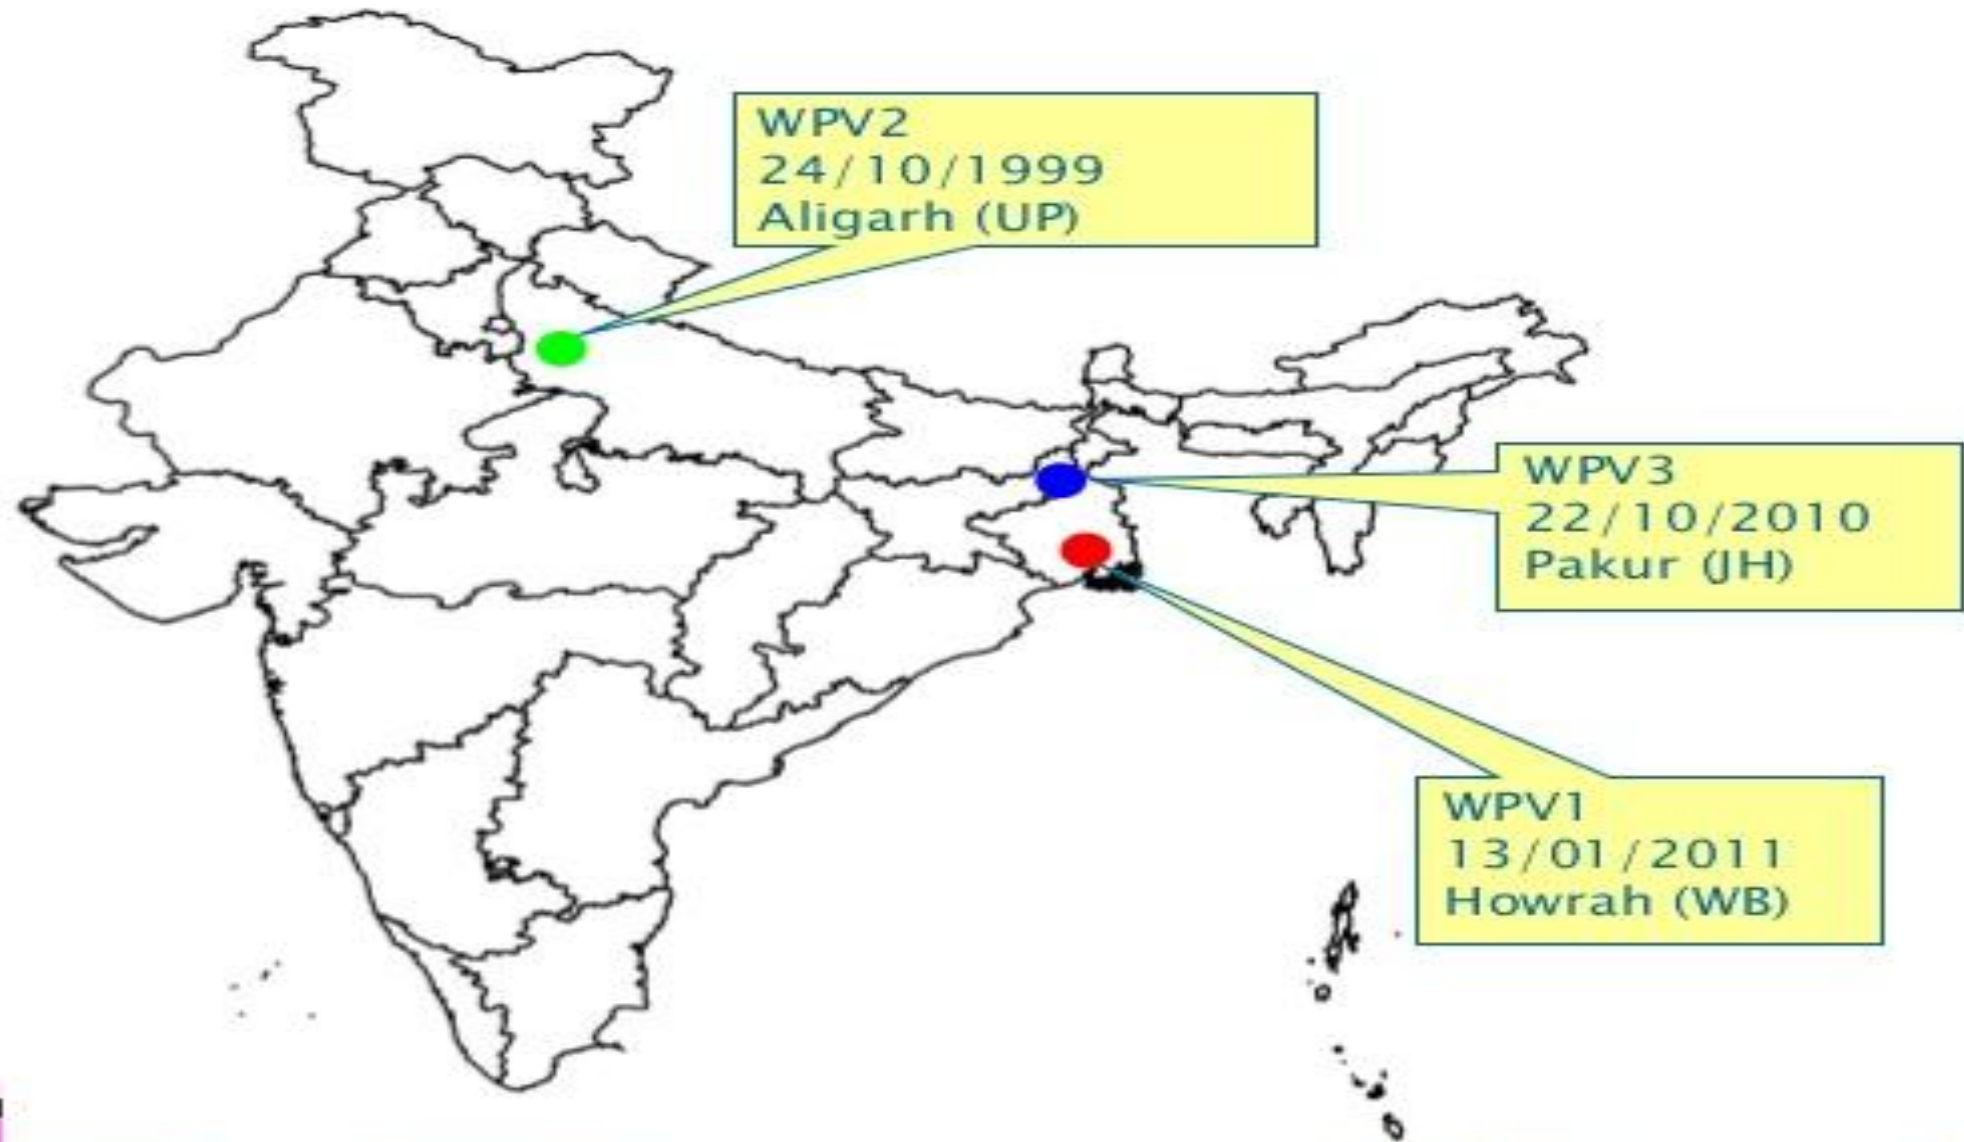 WPV2
24/10/1999
Aligarh (UP)
WPV3
22/10/2010
Pakur (JH)
WPV1
13/01/2011
Howrah (WB)